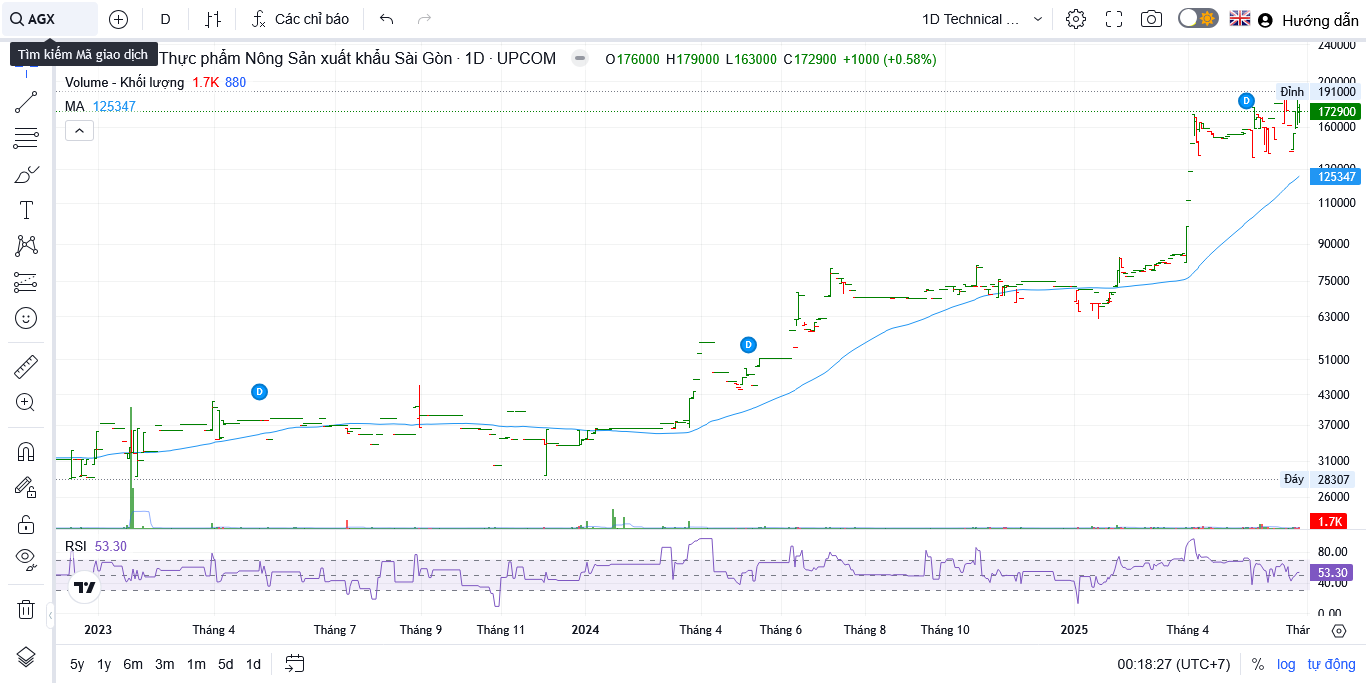 AGX
D
Các chỉ báo
1D Technical ...
Hướng dẫn
Tìm kiếm Mã giao dịch
Thực phẩm Nông Sản xuất khẩu Sài Gòn · 1D · UPCOM
O176000 H179000 L163000 C172900 +1000 (+0.58%)
Volume - Khối lượng 1.7K 880
MA 125347
240000
200000
Đỉnh 191000
172900
160000
130000
125347
110000
90000
75000
63000
51000
43000
37000
31000
Đáy 28307
26000
1.7K
D
D
D
RSI 53.30
80.00
53.30
40.00
0.00
2023
Tháng 4
Tháng 7
Tháng 9
Tháng 11
2024
Tháng 4
Tháng 6
Tháng 8
Tháng 10
2025
Tháng 4
Thár
5y 1y 6m 3m 1m 5d 1d
00:18:27 (UTC+7)
% log tự động